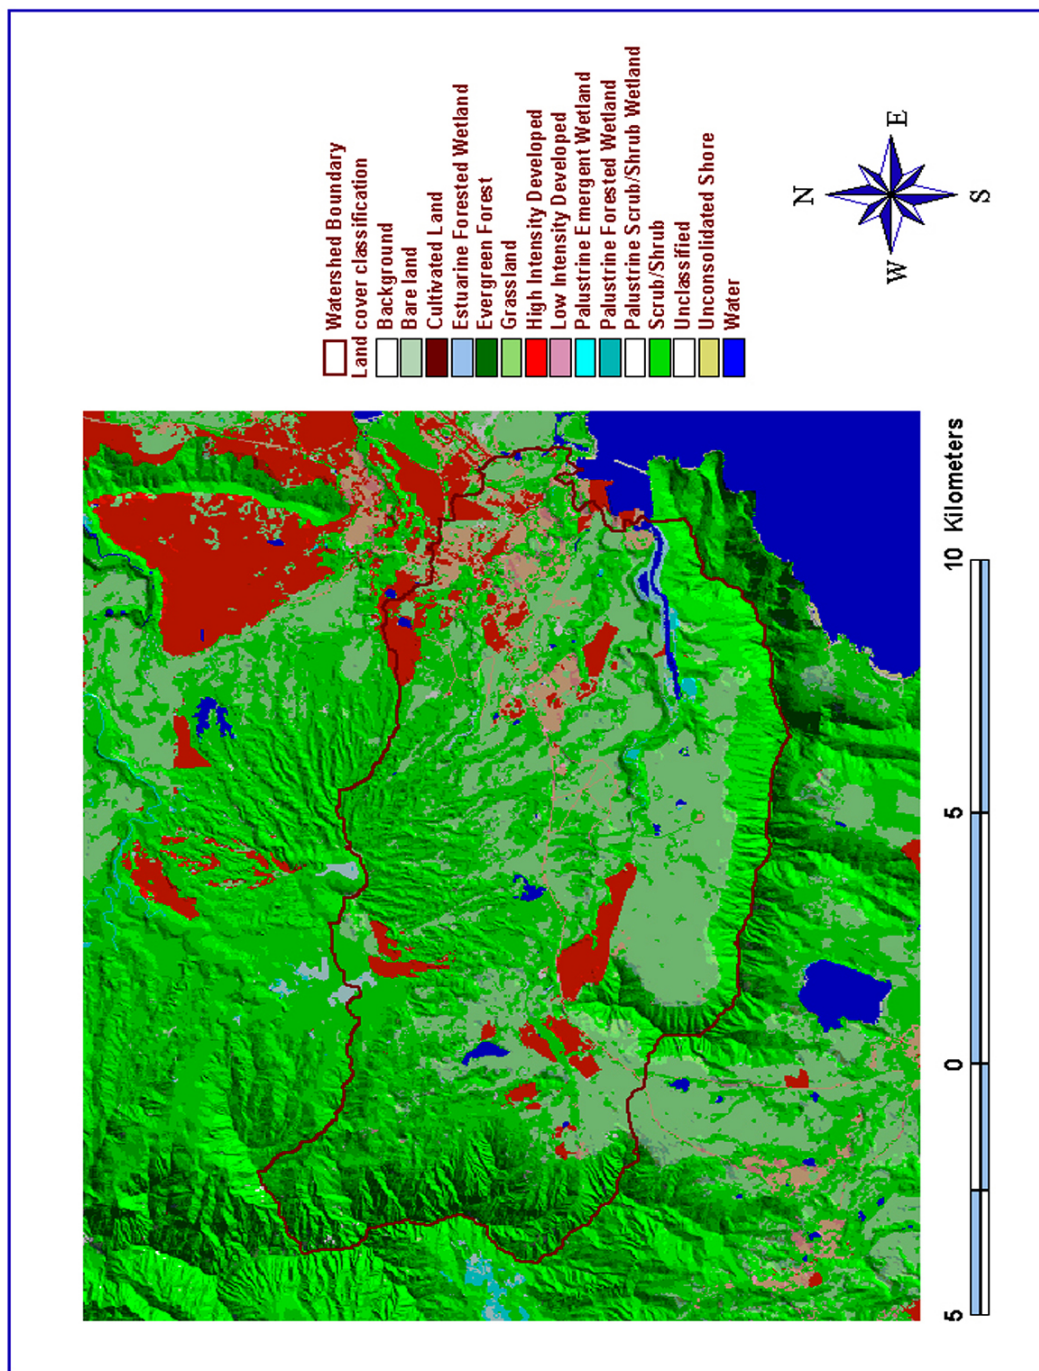 Watershed Boundary
Land cover classification
Background
Bare land
Cultivated Land
Estuarine Forested Wetland
Evergreen Forest
Grassland
High Intensity Developed
Low Intensity Developed
Palustrine Emergent Wetland
Palustrine Forested Wetland
Palustrine Scrub/Shrub Wetland
Scrub/Shrub
Unclassified
Unconsolidated Shore
Water
N
W
E
S
5
0
5
10 Kilometers